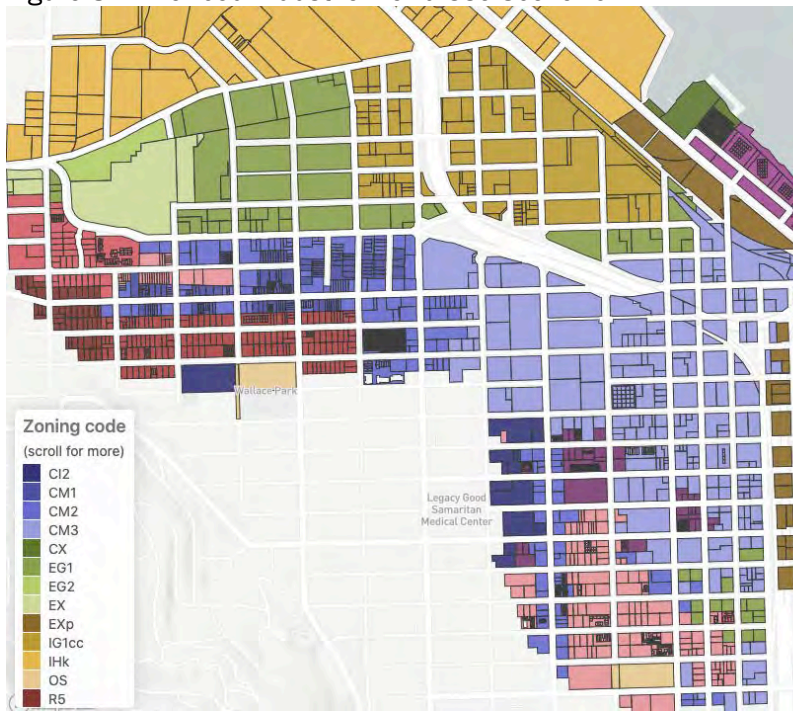 Wallace Park
Legacy Good
Samaritan
Medical Center
Zoning code
(scroll for more)
CI2
CM1
CM2
CM3
CX
EG1
EG2
EX
EXp
IG1cc
IHk
OS
R5